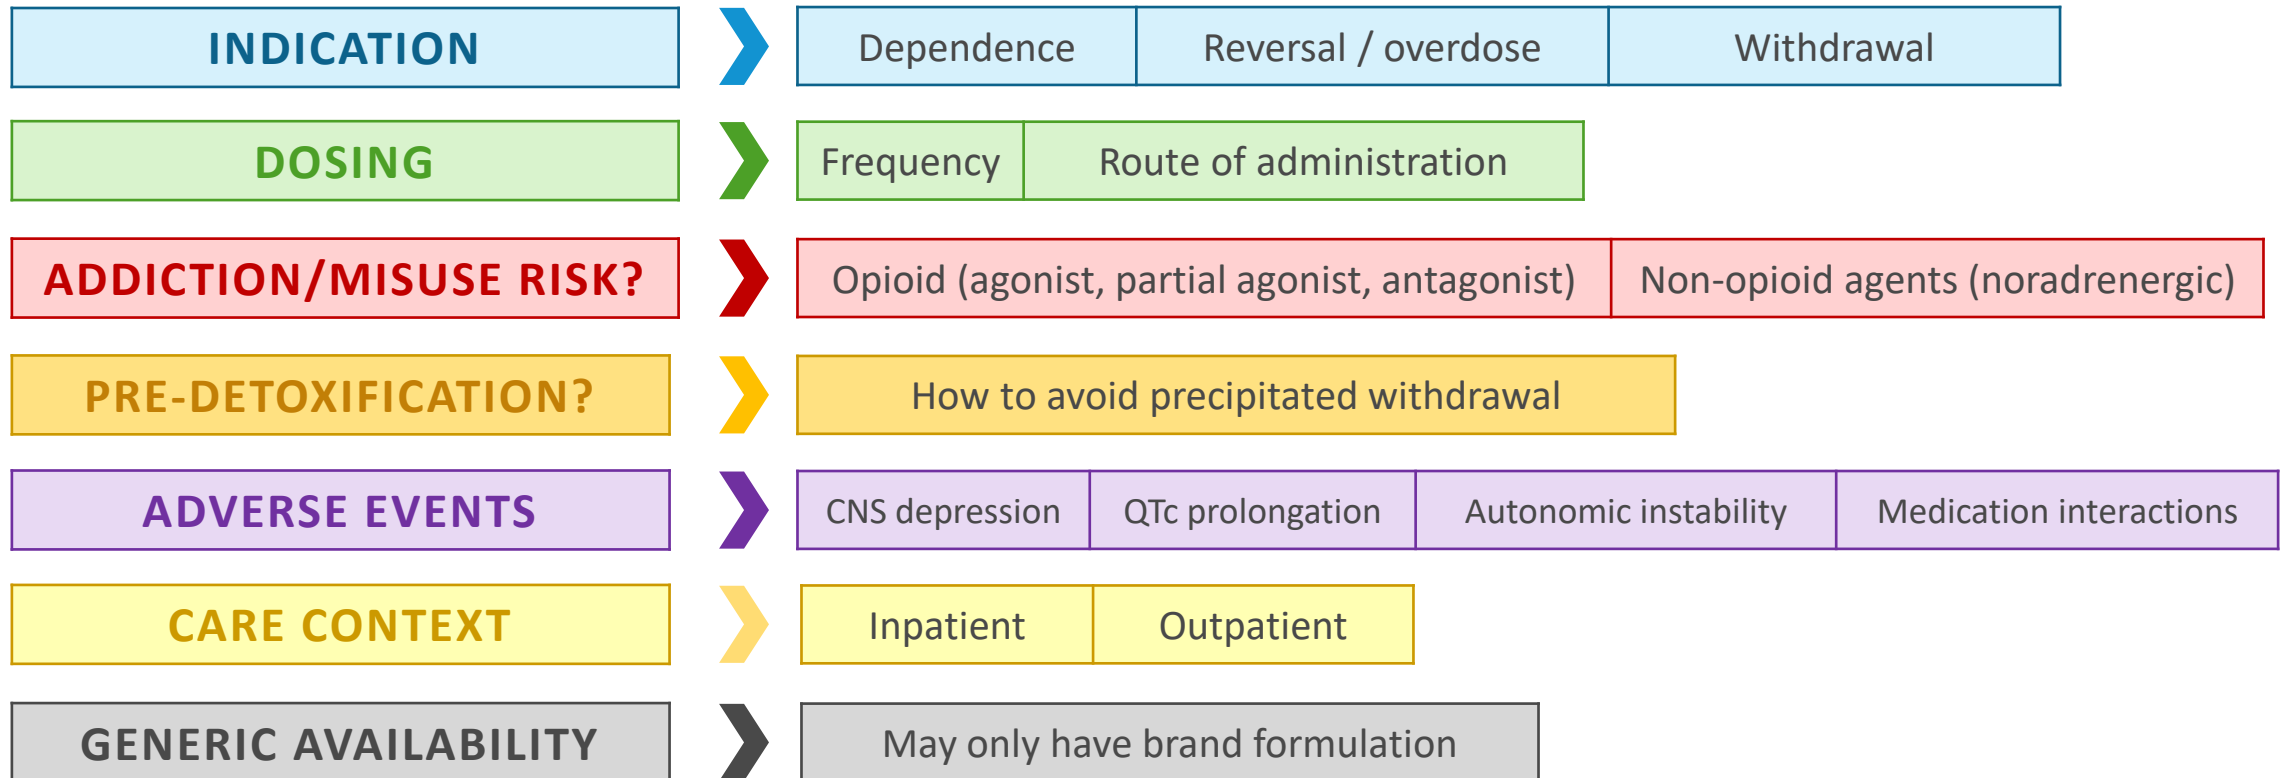 INDICATION
Dependence
Reversal / overdose
Withdrawal
DOSING
Frequency
Route of administration
ADDICTION/MISUSE RISK?
Opioid (agonist, partial agonist, antagonist)
Non-opioid agents (noradrenergic)
PRE-DETOXIFICATION?
How to avoid precipitated withdrawal
ADVERSE EVENTS
CNS depression
QTc prolongation
Autonomic instability
Medication interactions
CARE CONTEXT
Inpatient
Outpatient
GENERIC AVAILABILITY
May only have brand formulation